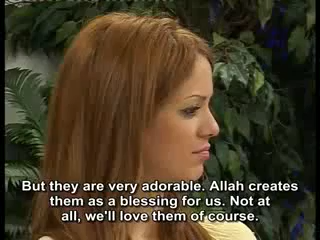 But they are very adorable. Allah creates
them as a blessing for us. Not at
all, we'll love them of course.